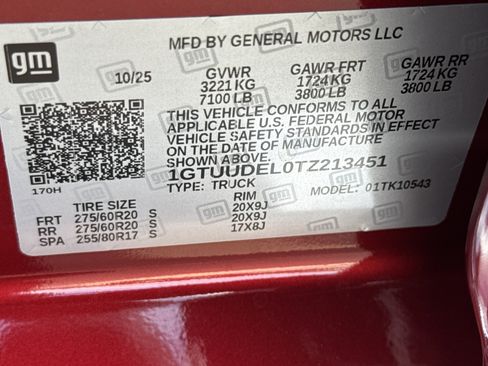 gm
MFD BY GENERAL MOTORS LLC
10/25
GVWR GAWR FRT GAWR RR
3221 KG 1724 KG 1724 KG
7100 LB 3800 LB 3800 LB
THIS VEHICLE CONFORMS TO ALL
APPLICABLE U.S. FEDERAL MOTOR
VEHICLE SAFETY STANDARDS IN EFFECT
ON THE DATE OF MANUFACTURE
SHOWN ABOVE.
1GTUUDEL0TZ213451
170H
TYPE: TRUCK MODEL: 01TK10543
TIRE SIZE RIM
FRT 275/60R20 S 20X9J
RR 275/60R20 S 20X9J
SPA 255/80R17 S 17X8J